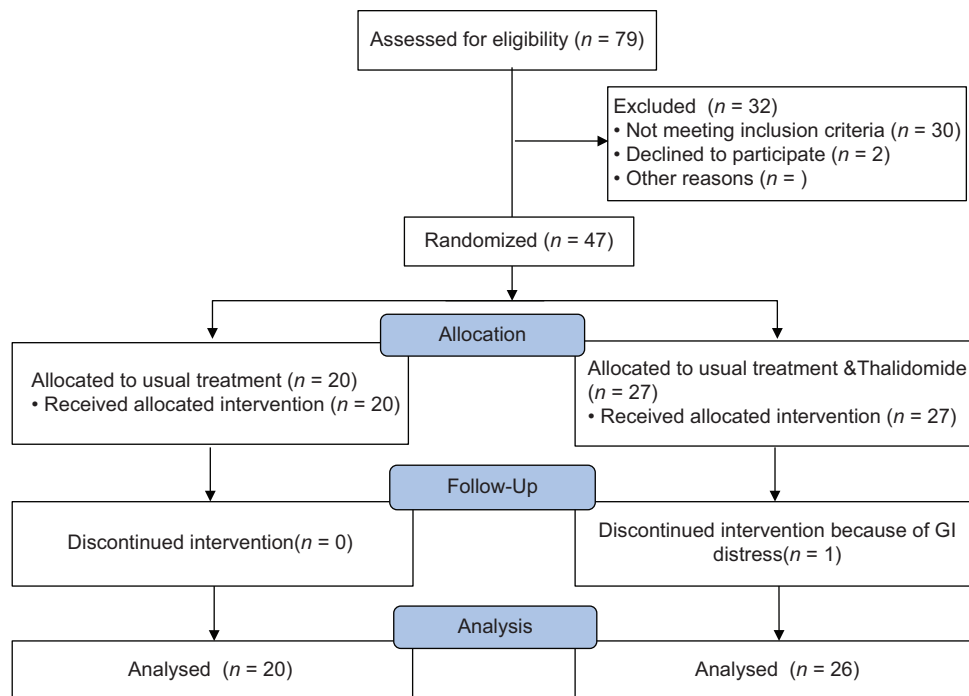 Assessed for eligibility (n = 79)
Excluded (n = 32)
• Not meeting inclusion criteria (n = 30)
• Declined to participate (n = 2)
• Other reasons (n = )
Randomized (n = 47)
Allocation
Allocated to usual treatment (n = 20)
• Received allocated intervention (n = 20)
Allocated to usual treatment &Thalidomide
(n = 27)
• Received allocated intervention (n = 27)
Follow-Up
Discontinued intervention(n = 0)
Discontinued intervention because of GI
distress(n = 1)
Analysis
Analysed (n = 20)
Analysed (n = 26)